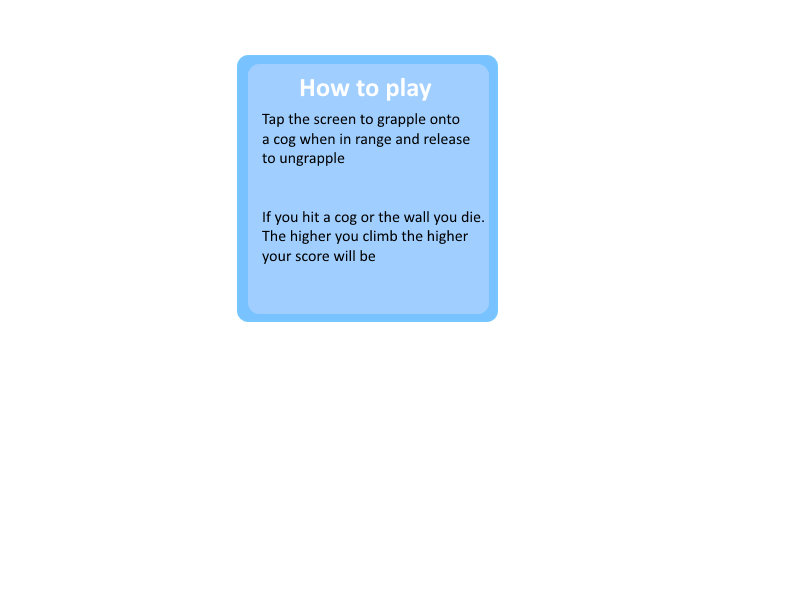 How to play
Tap the screen to grapple onto
a cog when in range and release
to ungrapple
If you hit a cog or the wall you die.
The higher you climb the higher
your score will be